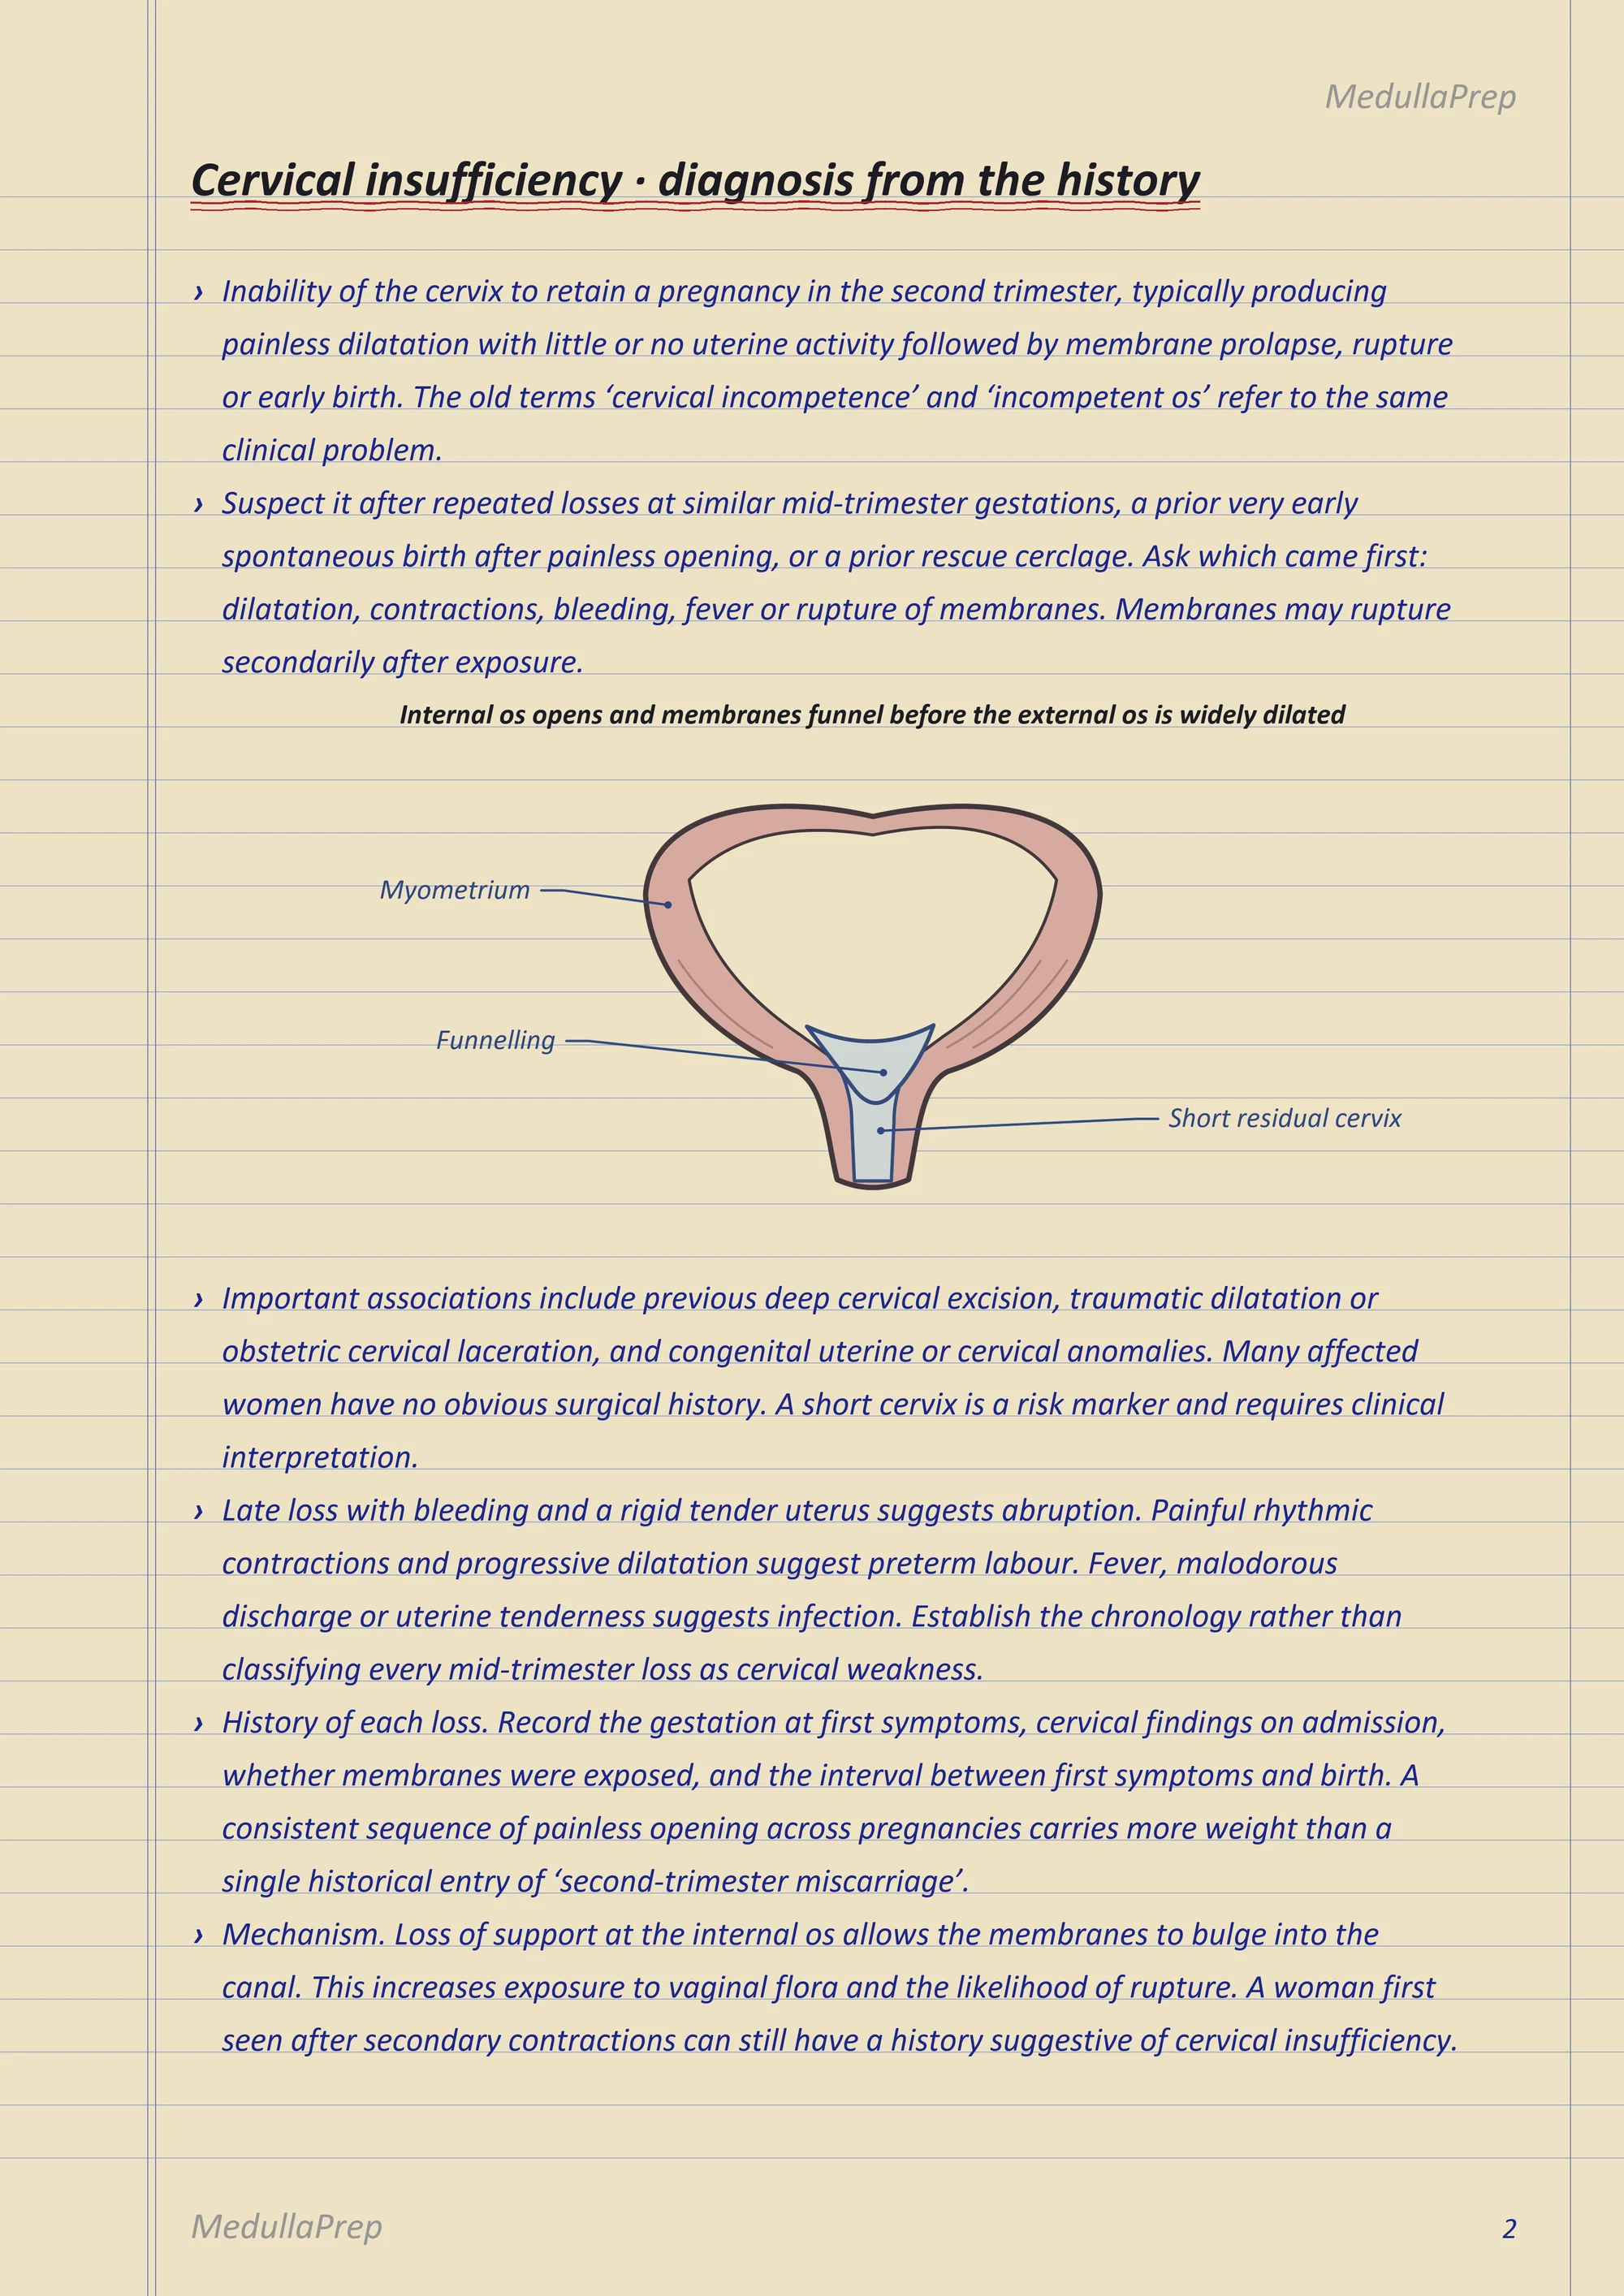 MedullaPrep
Cervical insufficiency · diagnosis from the history
› Inability of the cervix to retain a pregnancy in the second trimester, typically producing
painless dilatation with little or no uterine activity followed by membrane prolapse, rupture
or early birth. The old terms ‘cervical incompetence’ and ‘incompetent os’ refer to the same
clinical problem.
› Suspect it after repeated losses at similar mid-trimester gestations, a prior very early
spontaneous birth after painless opening, or a prior rescue cerclage. Ask which came first:
dilatation, contractions, bleeding, fever or rupture of membranes. Membranes may rupture
secondarily after exposure.
Internal os opens and membranes funnel before the external os is widely dilated
Myometrium
Funnelling
Short residual cervix
› Important associations include previous deep cervical excision, traumatic dilatation or
obstetric cervical laceration, and congenital uterine or cervical anomalies. Many affected
women have no obvious surgical history. A short cervix is a risk marker and requires clinical
interpretation.
› Late loss with bleeding and a rigid tender uterus suggests abruption. Painful rhythmic
contractions and progressive dilatation suggest preterm labour. Fever, malodorous
discharge or uterine tenderness suggests infection. Establish the chronology rather than
classifying every mid-trimester loss as cervical weakness.
› History of each loss. Record the gestation at first symptoms, cervical findings on admission,
whether membranes were exposed, and the interval between first symptoms and birth. A
consistent sequence of painless opening across pregnancies carries more weight than a
single historical entry of ‘second-trimester miscarriage’.
› Mechanism. Loss of support at the internal os allows the membranes to bulge into the
canal. This increases exposure to vaginal flora and the likelihood of rupture. A woman first
seen after secondary contractions can still have a history suggestive of cervical insufficiency.
MedullaPrep
2